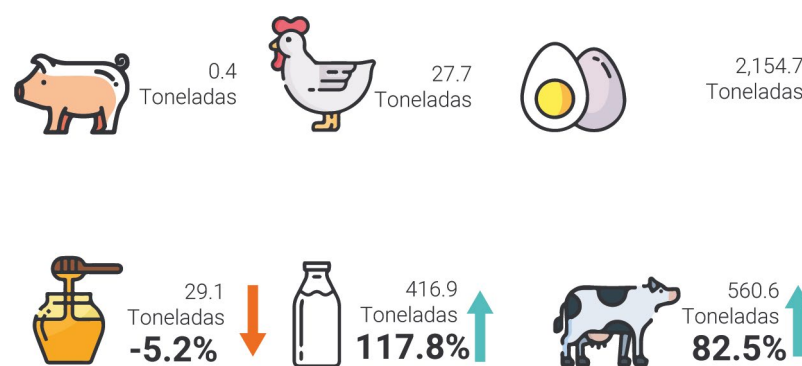 0.4
Toneladas
27.7
Toneladas
2,154.7
Toneladas
29.1
Toneladas
-5.2%
416.9
Toneladas
117.8%
560.6
Toneladas
82.5%